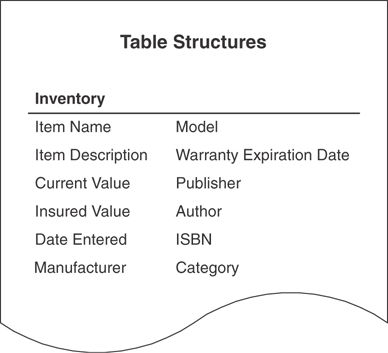 Table Structures
Inventory
Item Name Model
Item Description Warranty Expiration Date
Current Value Publisher
Insured Value Author
Date Entered ISBN
Manufacturer Category